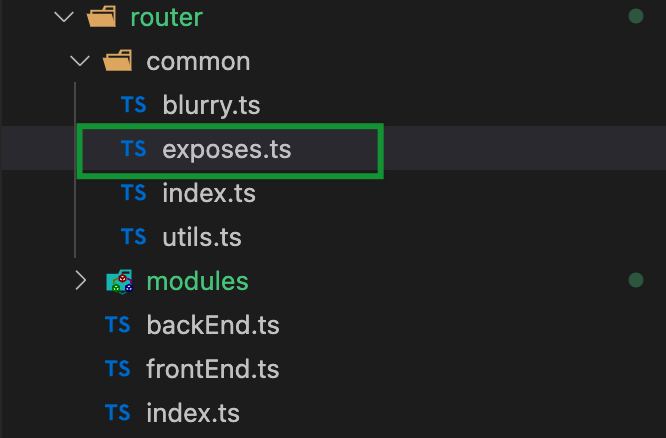 router
common
TS blurry.ts
TS exposes.ts
TS index.ts
TS utils.ts
modules
TS backEnd.ts
TS frontEnd.ts
TS index.ts